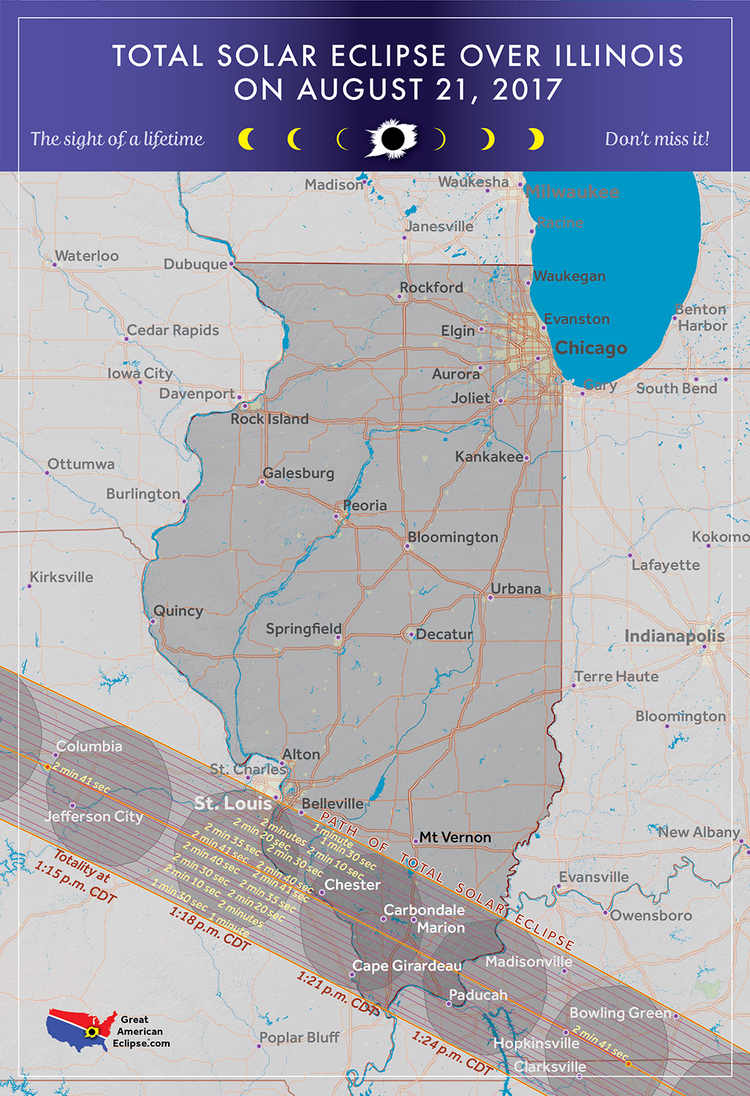 TOTAL SOLAR ECLIPSE OVER ILLINOIS
ON AUGUST 21, 2017
The sight of a lifetime
Don't miss it!
Madison
Waukesha
Milwaukee
Janesville
Racine
Waterloo
Dubuque
Rockford
Waukegan
Cedar Rapids
Elgin
Evanston
Benton
Harbor
Chicago
Iowa City
Aurora
Davenport
Joliet
Gary
South Bend
Rock Island
Kankakee
Ottumwa
Galesburg
Burlington
Peoria
Bloomington
Kokomo
Lafayette
Kirksville
Urbana
Quincy
Springfield
Decatur
Indianapolis
Terre Haute
Bloomington
Columbia
Alton
St. Charles
2 min 41 sec
St. Louis
Belleville
Jefferson City
PATH OF TOTAL SOLAR ECLIPSE
Mt Vernon
New Albany
1 minute
1 min 30 sec
2 minutes
2 min 10 sec
2 min 20 sec
2 min 30 sec
2 min 35 sec
2 min 40 sec
2 min 41 sec
2 min 41 sec
2 min 40 sec
2 min 35 sec
2 min 30 sec
2 min 20 sec
2 min 10 sec
2 minutes
1 min 30 sec
1 minute
Totality at
1:15 p.m. CDT
1:18 p.m. CDT
1:21 p.m. CDT
1:24 p.m. CDT
Chester
Evansville
Carbondale
Marion
Owensboro
Cape Girardeau
Madisonville
Paducah
Bowling Green
Great
American
Eclipse.com
Poplar Bluff
Hopkinsville
2 min 41 sec
Clarksville